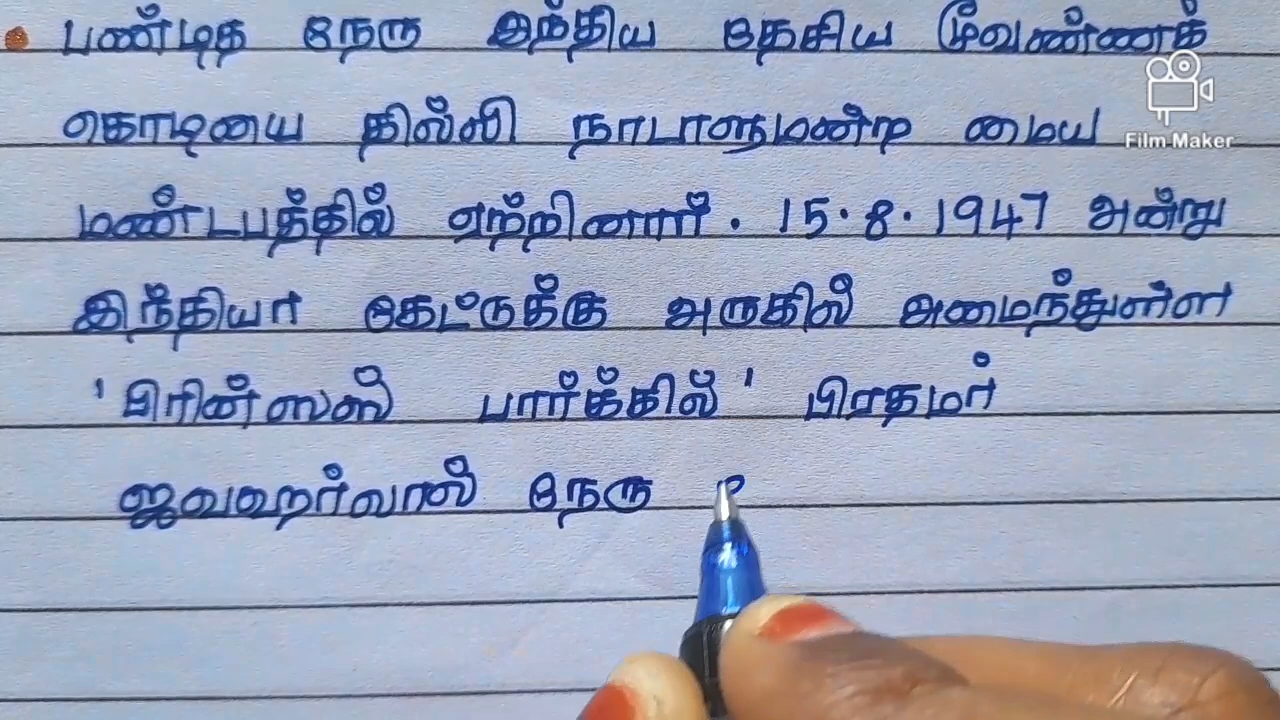 பண்டித நேரு இந்திய தேசிய மூவண்ணக்
கொடியை தில்லி நாடாளுமன்ற மைய
மண்டபத்தில் ஏற்றினார். 15.8.1947 அன்று
இந்தியா கேட்டுக்கு அருகில் அமைந்துள்ள
'பிரின்ஸஸ் பார்க்கில்' பிரதமர்
ஜவஹர்லால் நேரு
Film Maker